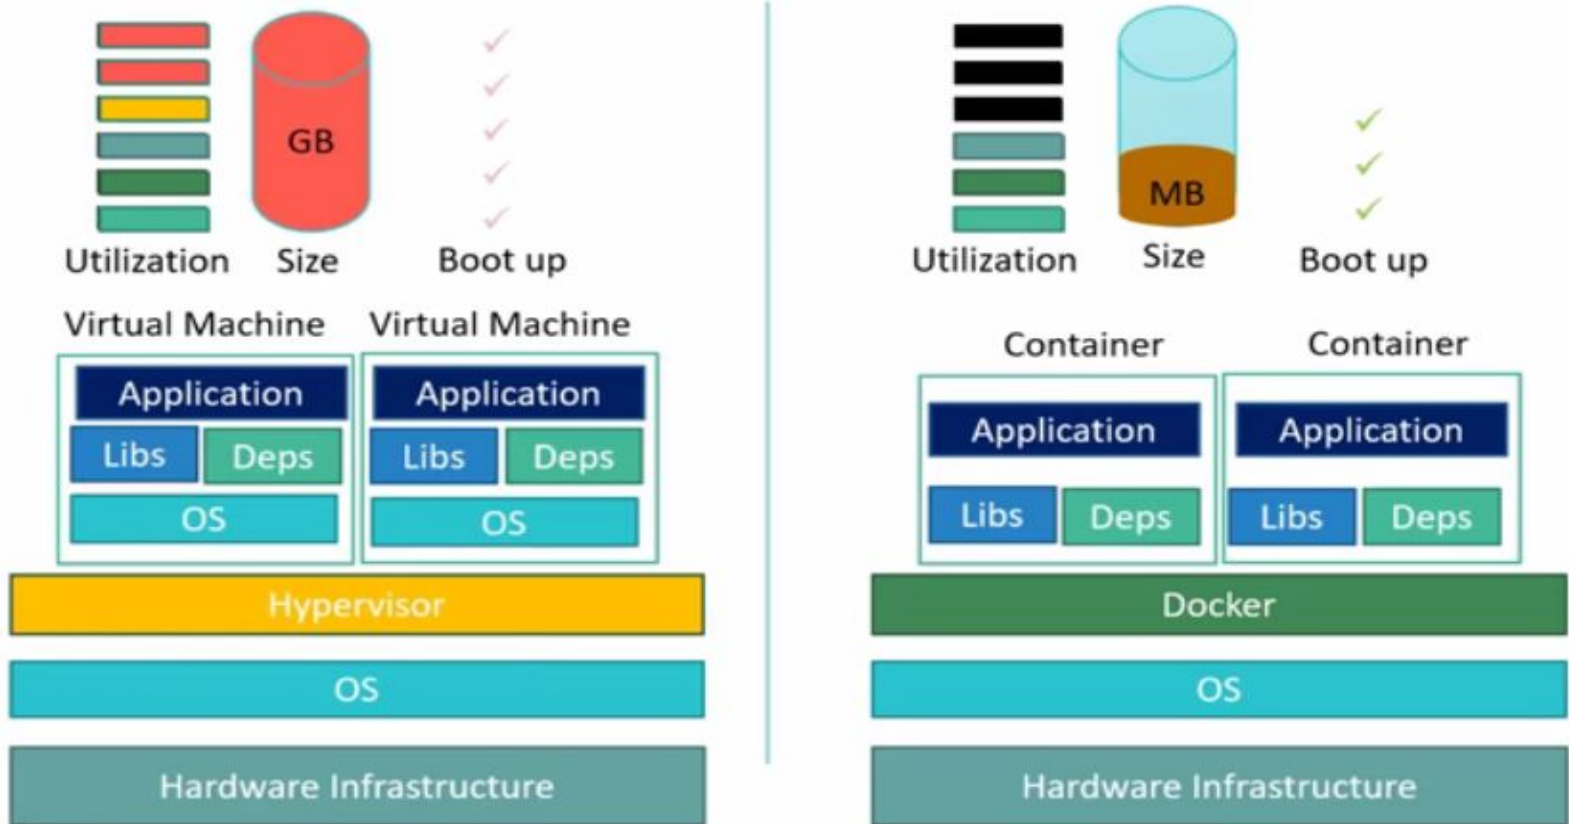 GB
Utilization
Size
Boot up
Virtual Machine
Virtual Machine
Application
Libs
Deps
OS
Application
Libs
Deps
OS
Hypervisor
OS
Hardware Infrastructure
MB
Utilization
Size
Boot up
Container
Container
Application
Libs
Deps
Application
Libs
Deps
Docker
OS
Hardware Infrastructure